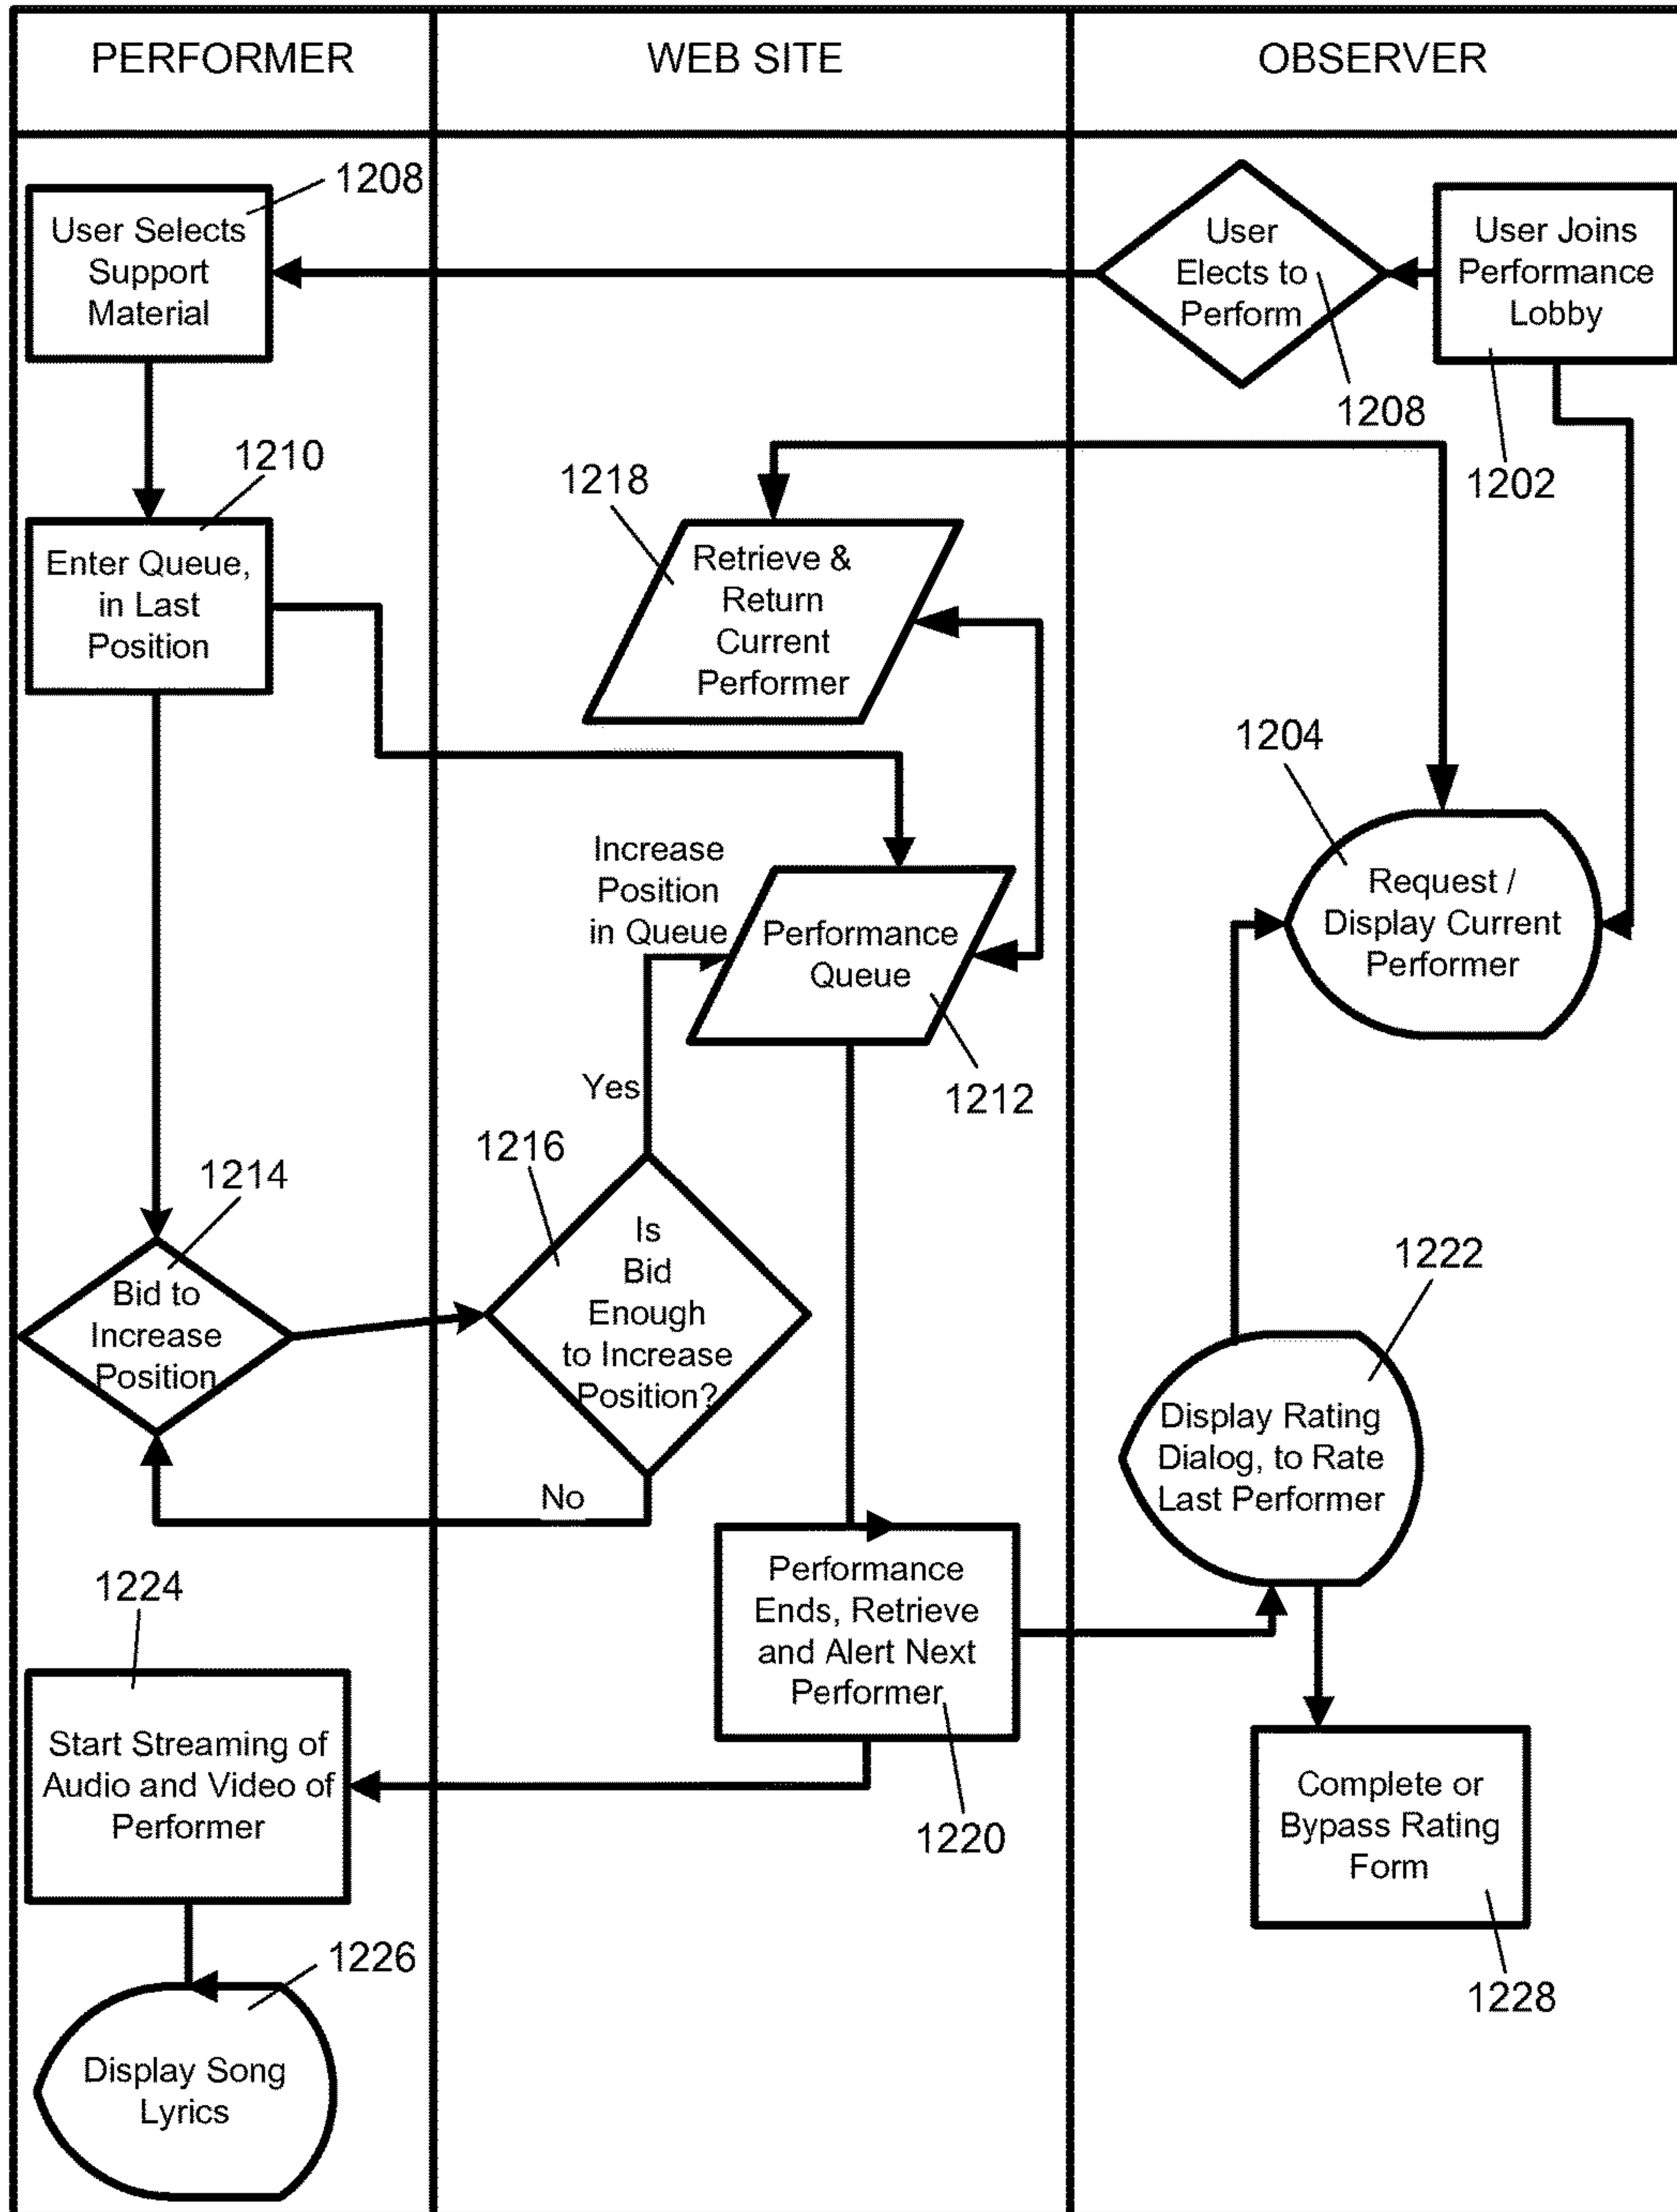 PERFORMER
WEB SITE
OBSERVER
1208
User Selects
Support
Material
User
Elects to
Perform
User Joins
Performance
Lobby
1208
1202
1210
Enter Queue,
in Last
Position
1218
Retrieve &
Return
Current
Performer
1204
Request /
Display Current
Performer
Increase
Position
in Queue
Performance
Queue
1212
Yes
1214
Bid to
Increase
Position
1216
Is
Bid
Enough
to Increase
Position?
No
1222
Display Rating
Dialog, to Rate
Last Performer
Performance
Ends, Retrieve
and Alert Next
Performer
1220
1224
Start Streaming of
Audio and Video of
Performer
Complete or
Bypass Rating
Form
1228
1226
Display Song
Lyrics